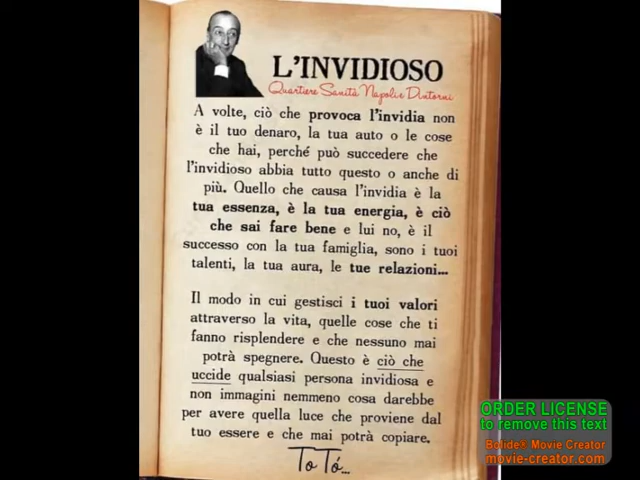 L'INVIDIOSO
Quartiere Sanità Napoli e Dintorni
A volte, ciò che provoca l'invidia non
è il tuo denaro, la tua auto o le cose
che hai, perché può succedere che
l'invidioso abbia tutto questo o anche di
più. Quello che causa l'invidia è la
tua essenza, è la tua energia, è ciò
che sai fare bene e lui no, è il
successo con la tua famiglia, sono i tuoi
talenti, la tua aura, le tue relazioni...
Il modo in cui gestisci i tuoi valori
attraverso la vita, quelle cose che ti
fanno risplendere e che nessuno mai
potrà spegnere. Questo è ciò che
uccide qualsiasi persona invidiosa e
non immagini nemmeno cosa darebbe
per avere quella luce che proviene dal
tuo essere e che mai potrà copiare.
To Tó...
ORDER LICENSE
to remove this text
Bolide® Movie Creator
movie-creator.com